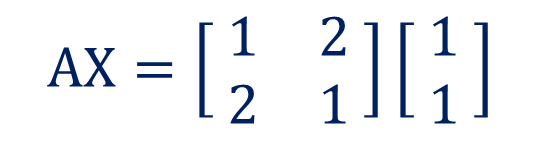 AX = [1 2 2 1] [1 1]